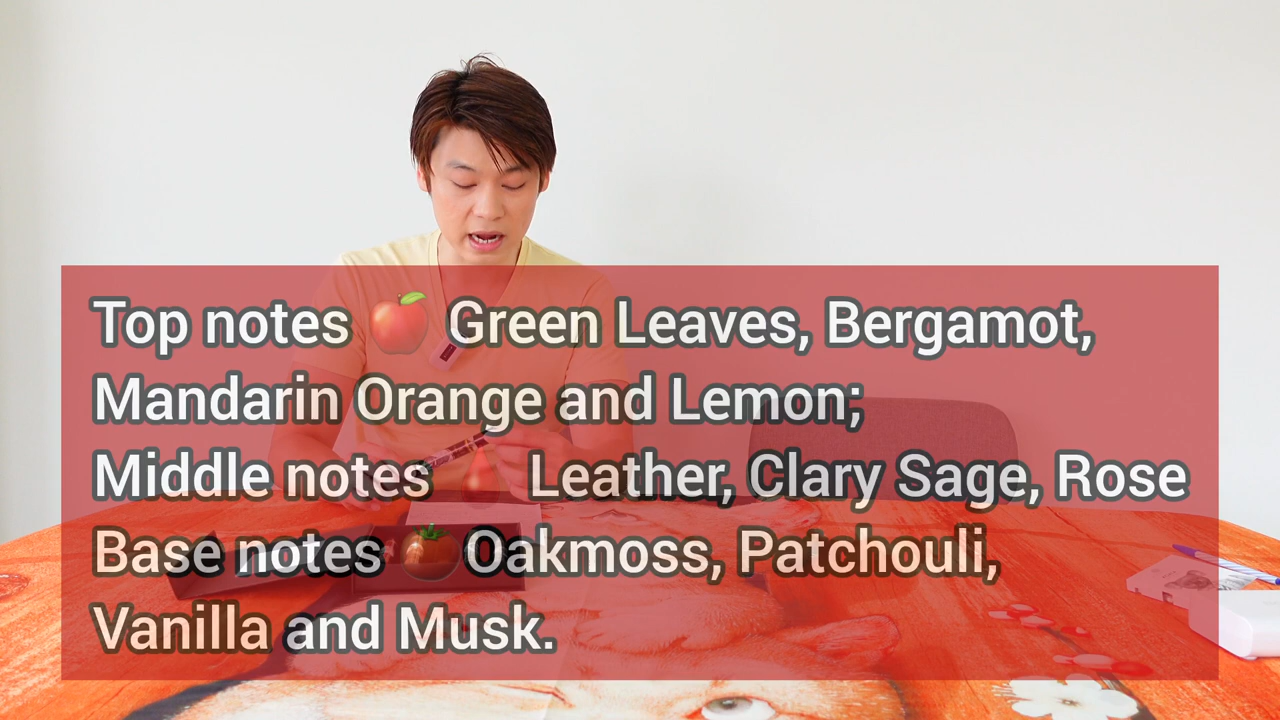 Top notes 🍎 Green Leaves, Bergamot,
Mandarin Orange and Lemon;
Middle notes 🍐 Leather, Clary Sage, Rose
Base notes 🍅 Oakmoss, Patchouli,
Vanilla and Musk.